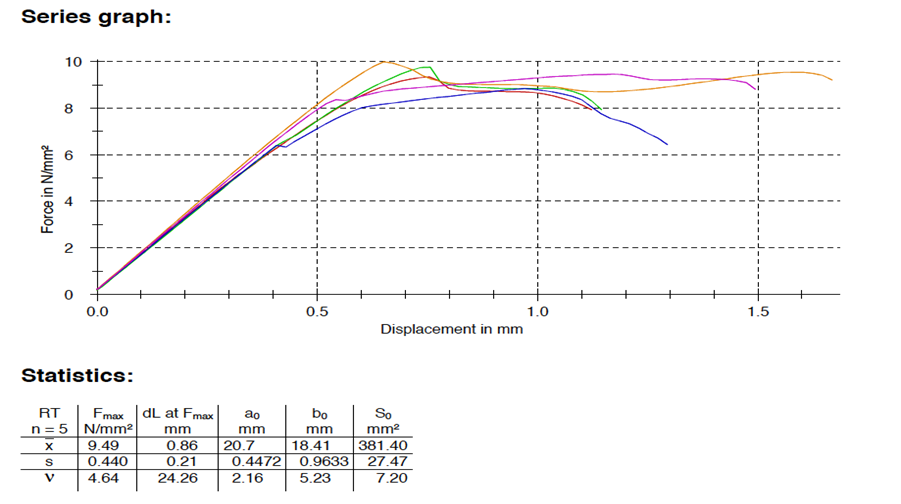 Series graph:
10
8
6
4
2
0
Force in N/mm²
0.0 0.5 1.0 1.5
Displacement in mm
Statistics:
RT Fmax dL at Fmax a₀ b₀ S₀
n = 5 N/mm² mm mm mm mm²
x̅ 9.49 0.86 20.7 18.41 381.40
s 0.440 0.21 0.4472 0.9633 27.47
ν 4.64 24.26 2.16 5.23 7.20